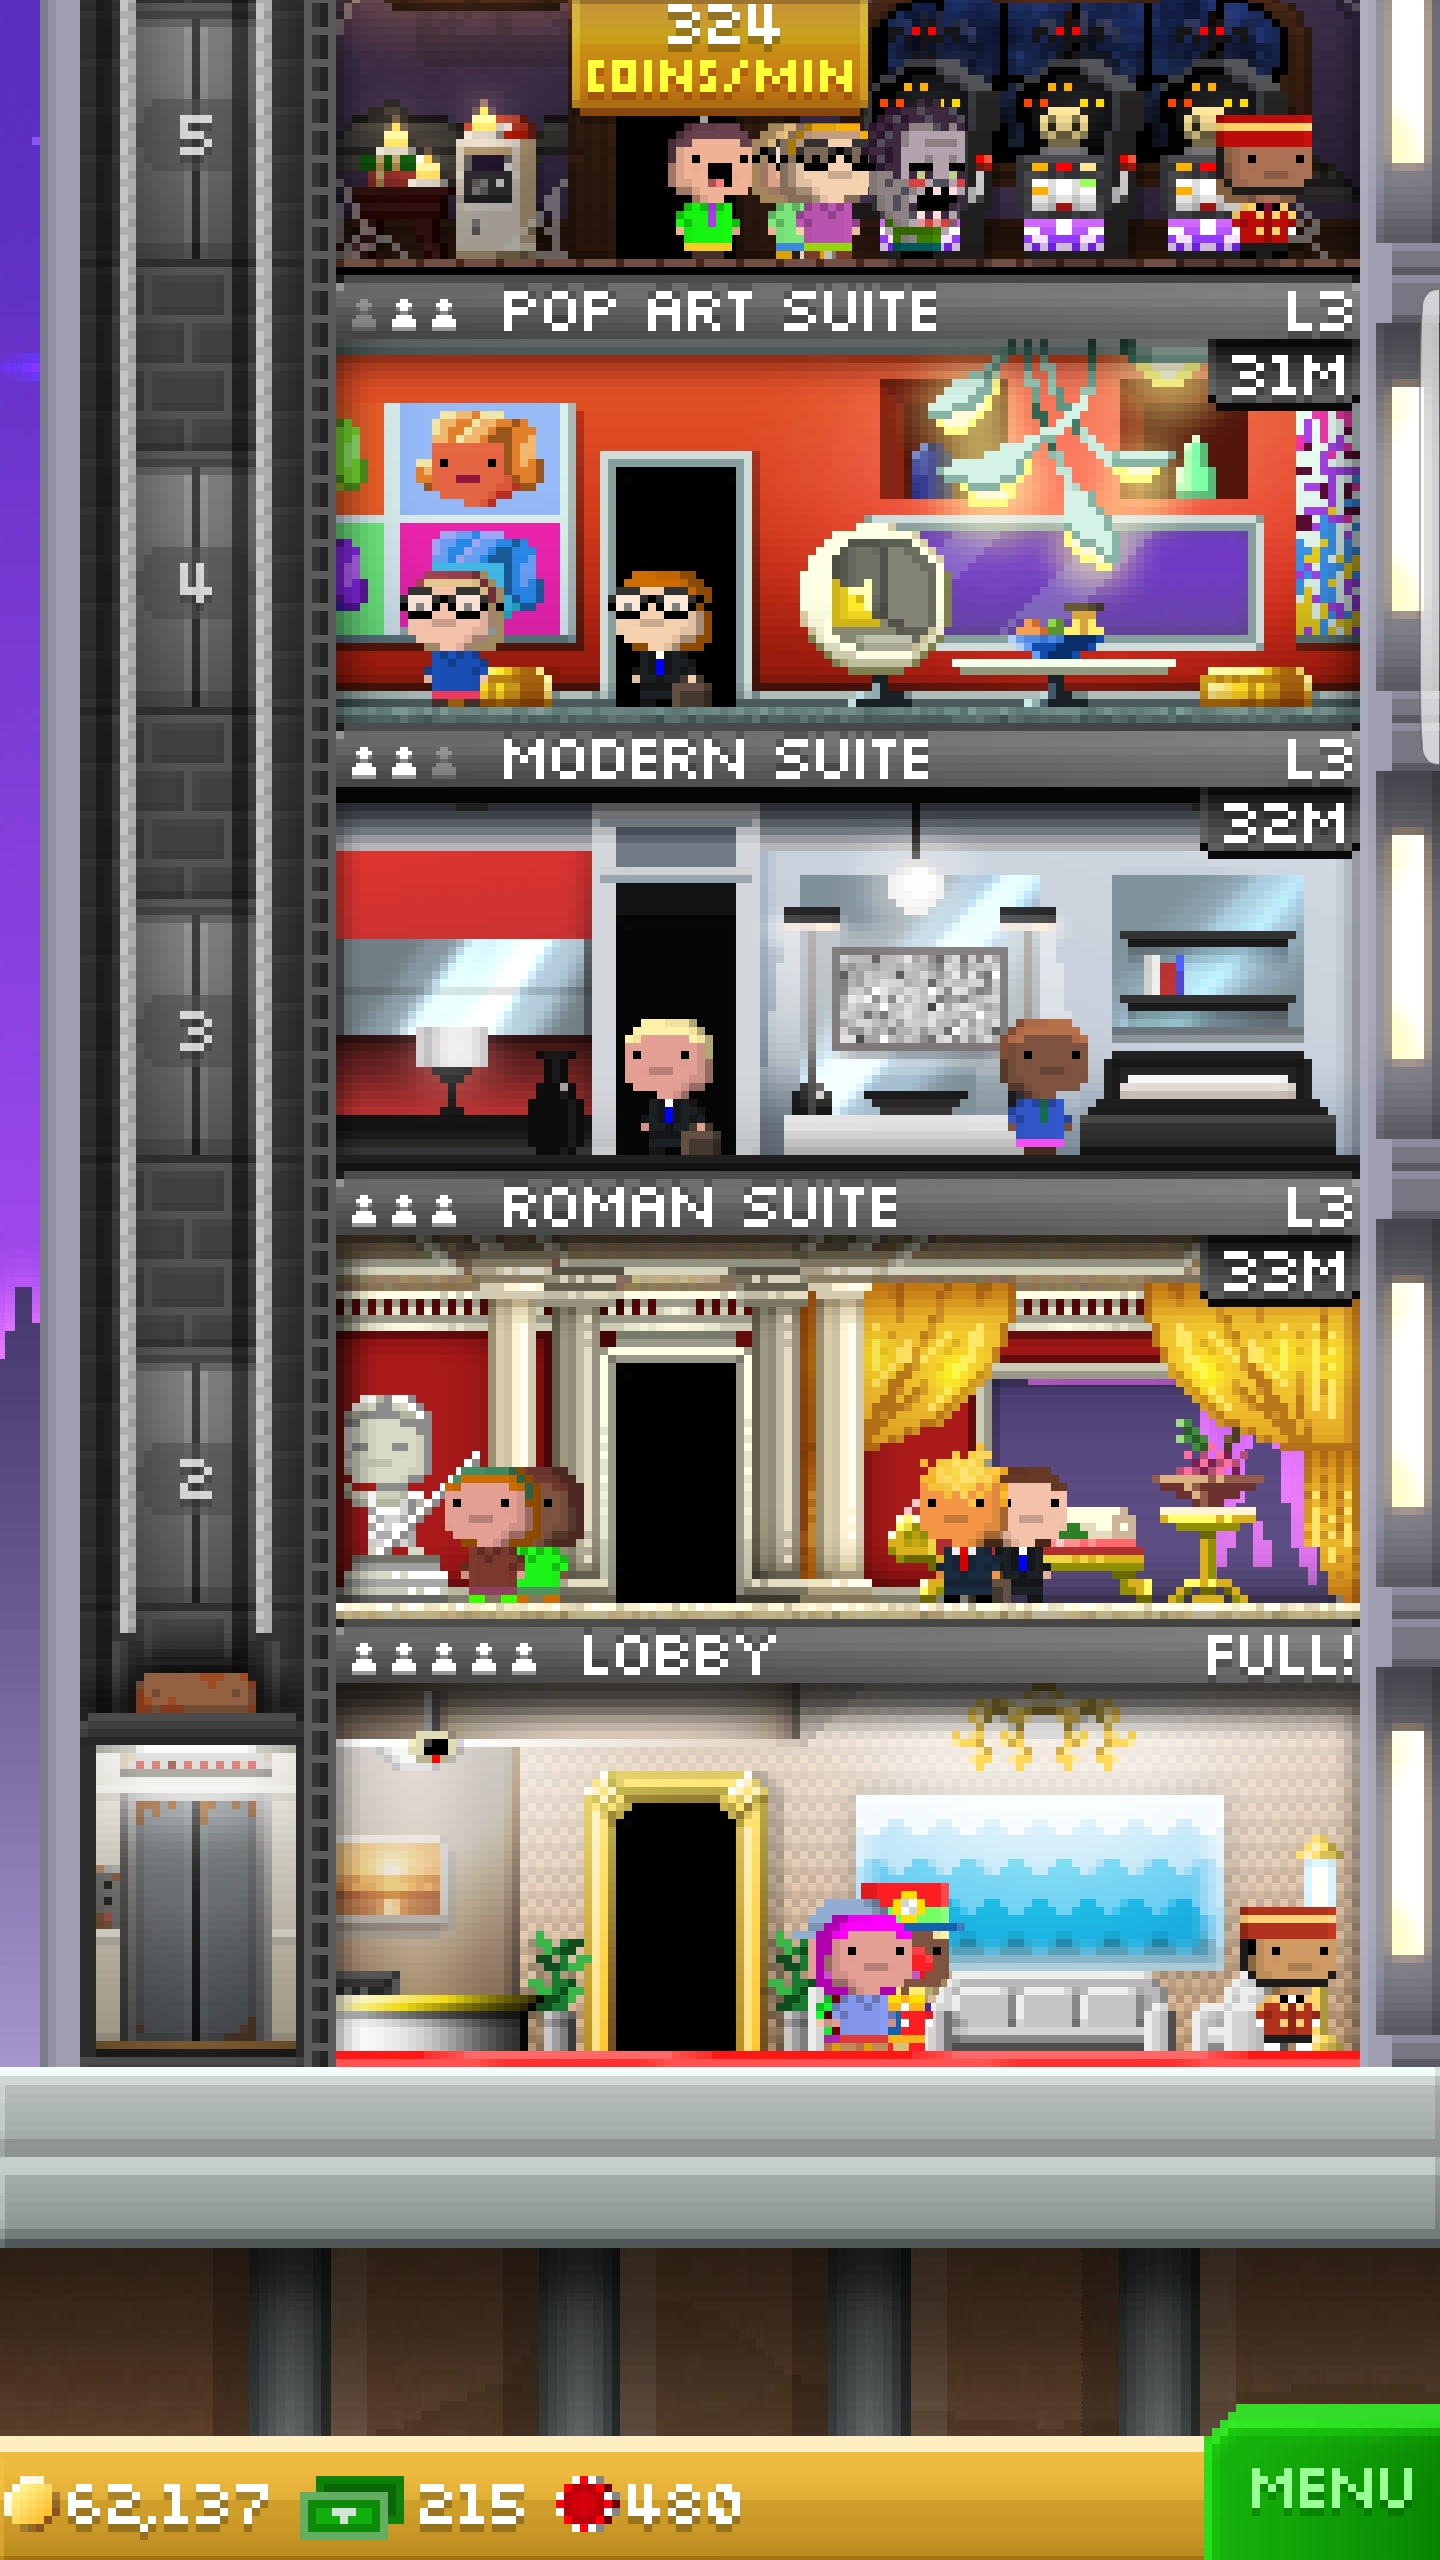 324
COINS/MIN
5
POP ART SUITE L3
31M
4
MODERN SUITE L3
32M
3
ROMAN SUITE L3
33M
2
LOBBY FULL!
62,137 215 480
MENU